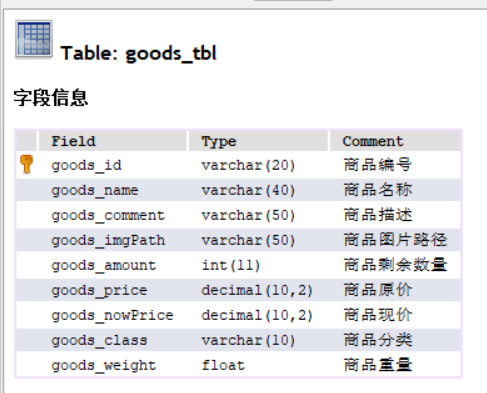 Table: goods_tbl
字段信息
Field Type Comment
goods_id varchar(20) 商品编号
goods_name varchar(40) 商品名称
goods_comment varchar(50) 商品描述
goods_imgPath varchar(50) 商品图片路径
goods_amount int(11) 商品剩余数量
goods_price decimal(10,2) 商品原价
goods_nowPrice decimal(10,2) 商品现价
goods_class varchar(10) 商品分类
goods_weight float 商品重量